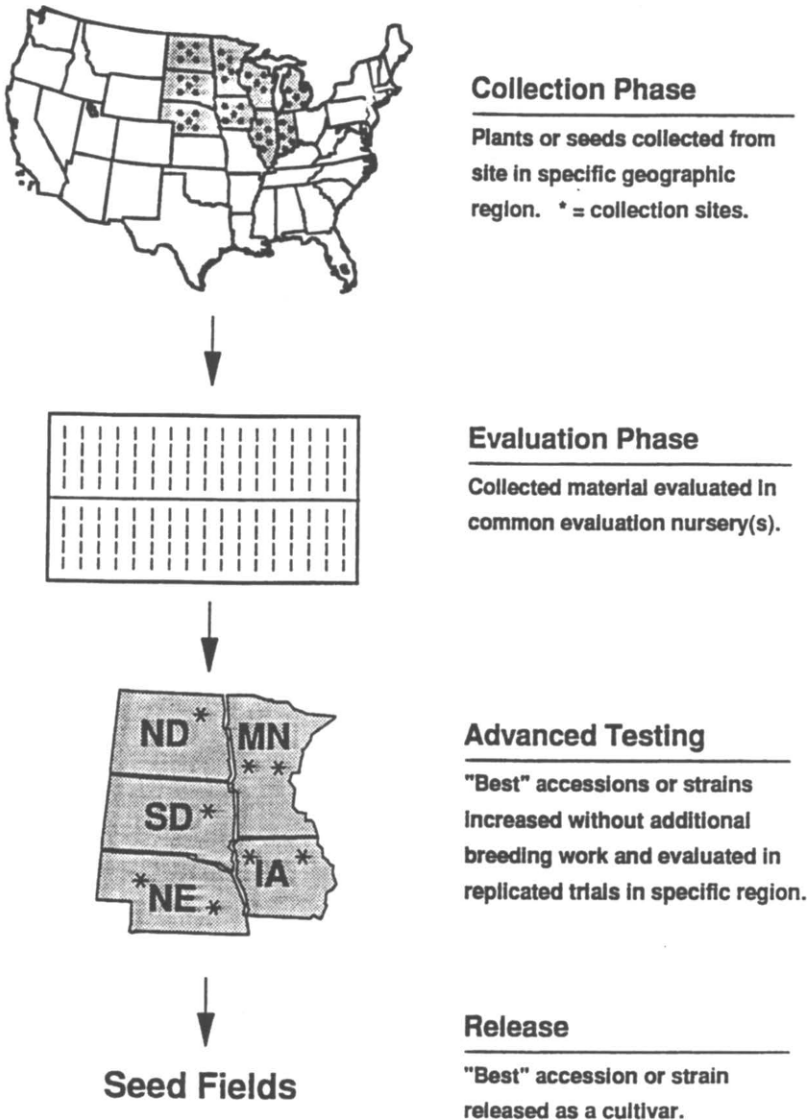 Collection Phase
Plants or seeds collected from
site in specific geographic
region. * = collection sites.
Evaluation Phase
Collected material evaluated in
common evaluation nursery(s).
ND *
MN
* *
SD *
* IA *
* NE *
Advanced Testing
"Best" accessions or strains
increased without additional
breeding work and evaluated in
replicated trials in specific region.
Seed Fields
Release
"Best" accession or strain
released as a cultivar.